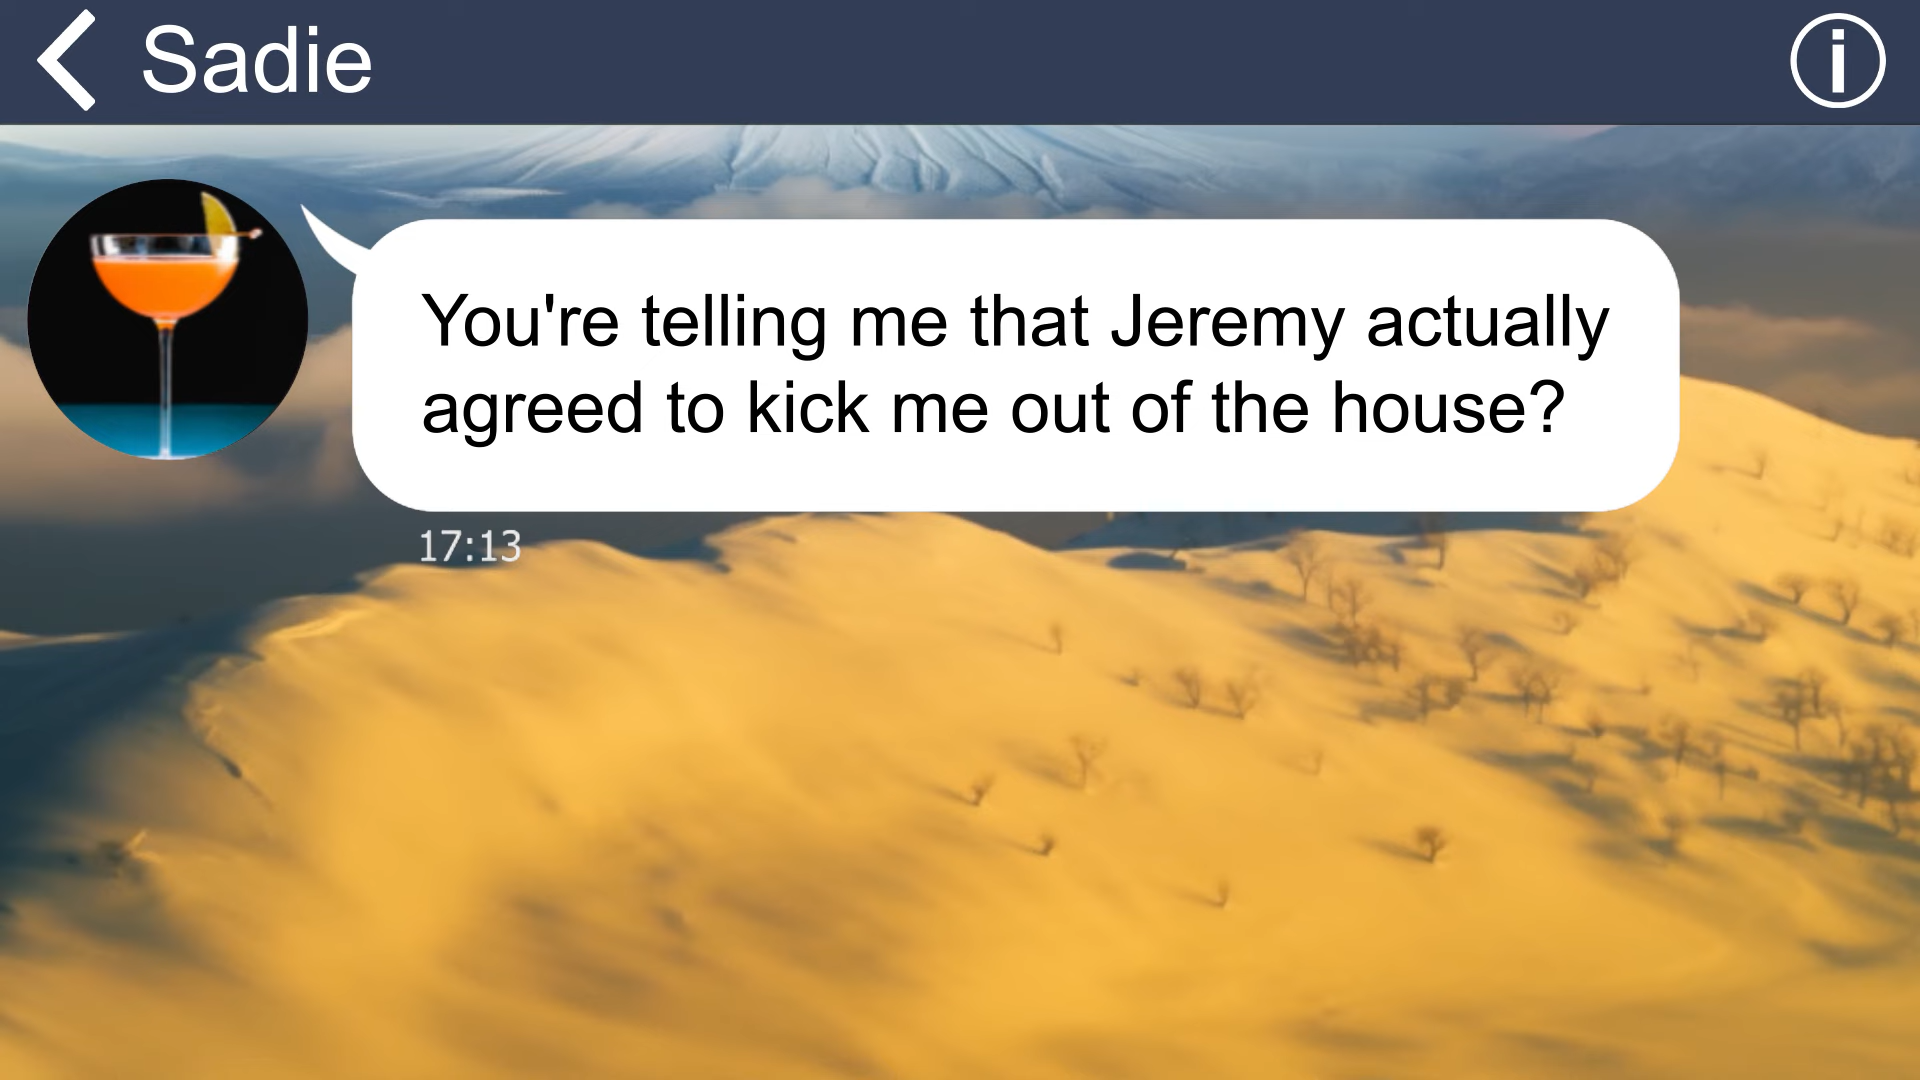 Sadie
You're telling me that Jeremy actually
agreed to kick me out of the house?
17:13